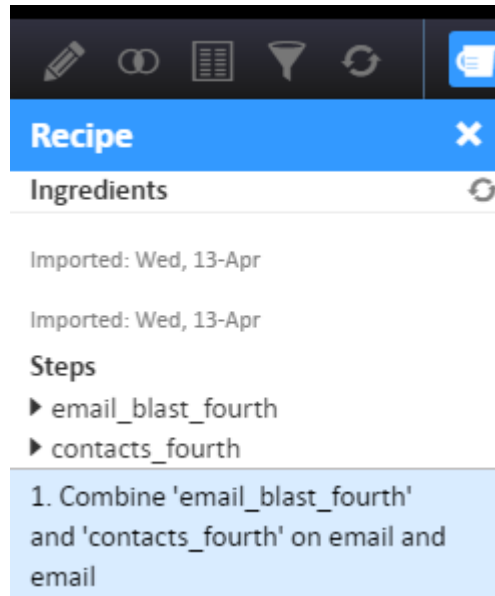 Recipe
Ingredients
Imported: Wed, 13-Apr
Imported: Wed, 13-Apr
Steps
email_blast_fourth
contacts_fourth
1. Combine 'email_blast_fourth'
and 'contacts_fourth' on email and
email